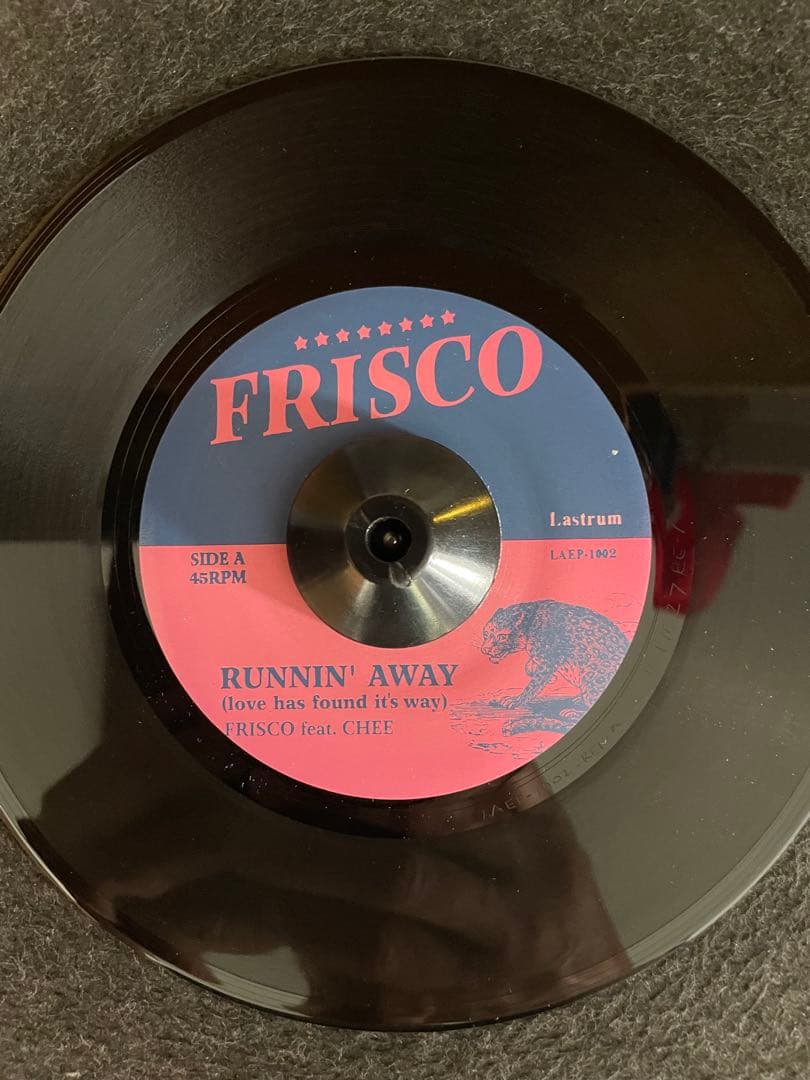 FRISCO
Lastrum
LAEP-1002
SIDE A
45RPM
RUNNIN' AWAY
(love has found it's way)
FRISCO feat. CHEE